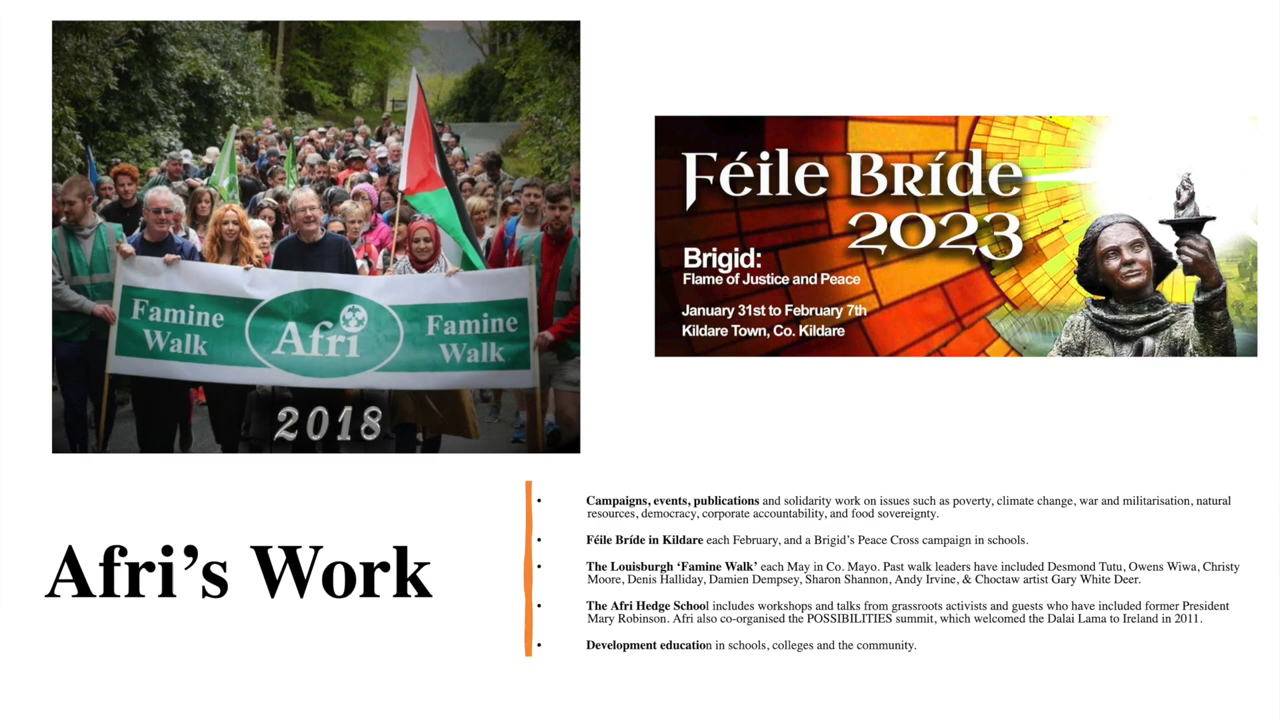 Famine
Walk
Afri
Famine
Walk
2018
Féile Bríde
2023
Brigid:
Flame of Justice and Peace
January 31st to February 7th
Kildare Town, Co. Kildare
Afri’s Work
• Campaigns, events, publications and solidarity work on issues such as poverty, climate change, war and militarisation, natural
resources, democracy, corporate accountability, and food sovereignty.
• Féile Bríde in Kildare each February, and a Brigid’s Peace Cross campaign in schools.
• The Louisburgh ‘Famine Walk’ each May in Co. Mayo. Past walk leaders have included Desmond Tutu, Owens Wiwa, Christy
Moore, Denis Halliday, Damien Dempsey, Sharon Shannon, Andy Irvine, & Choctaw artist Gary White Deer.
• The Afri Hedge School includes workshops and talks from grassroots activists and guests who have included former President
Mary Robinson. Afri also co-organised the POSSIBILITIES summit, which welcomed the Dalai Lama to Ireland in 2011.
• Development education in schools, colleges and the community.